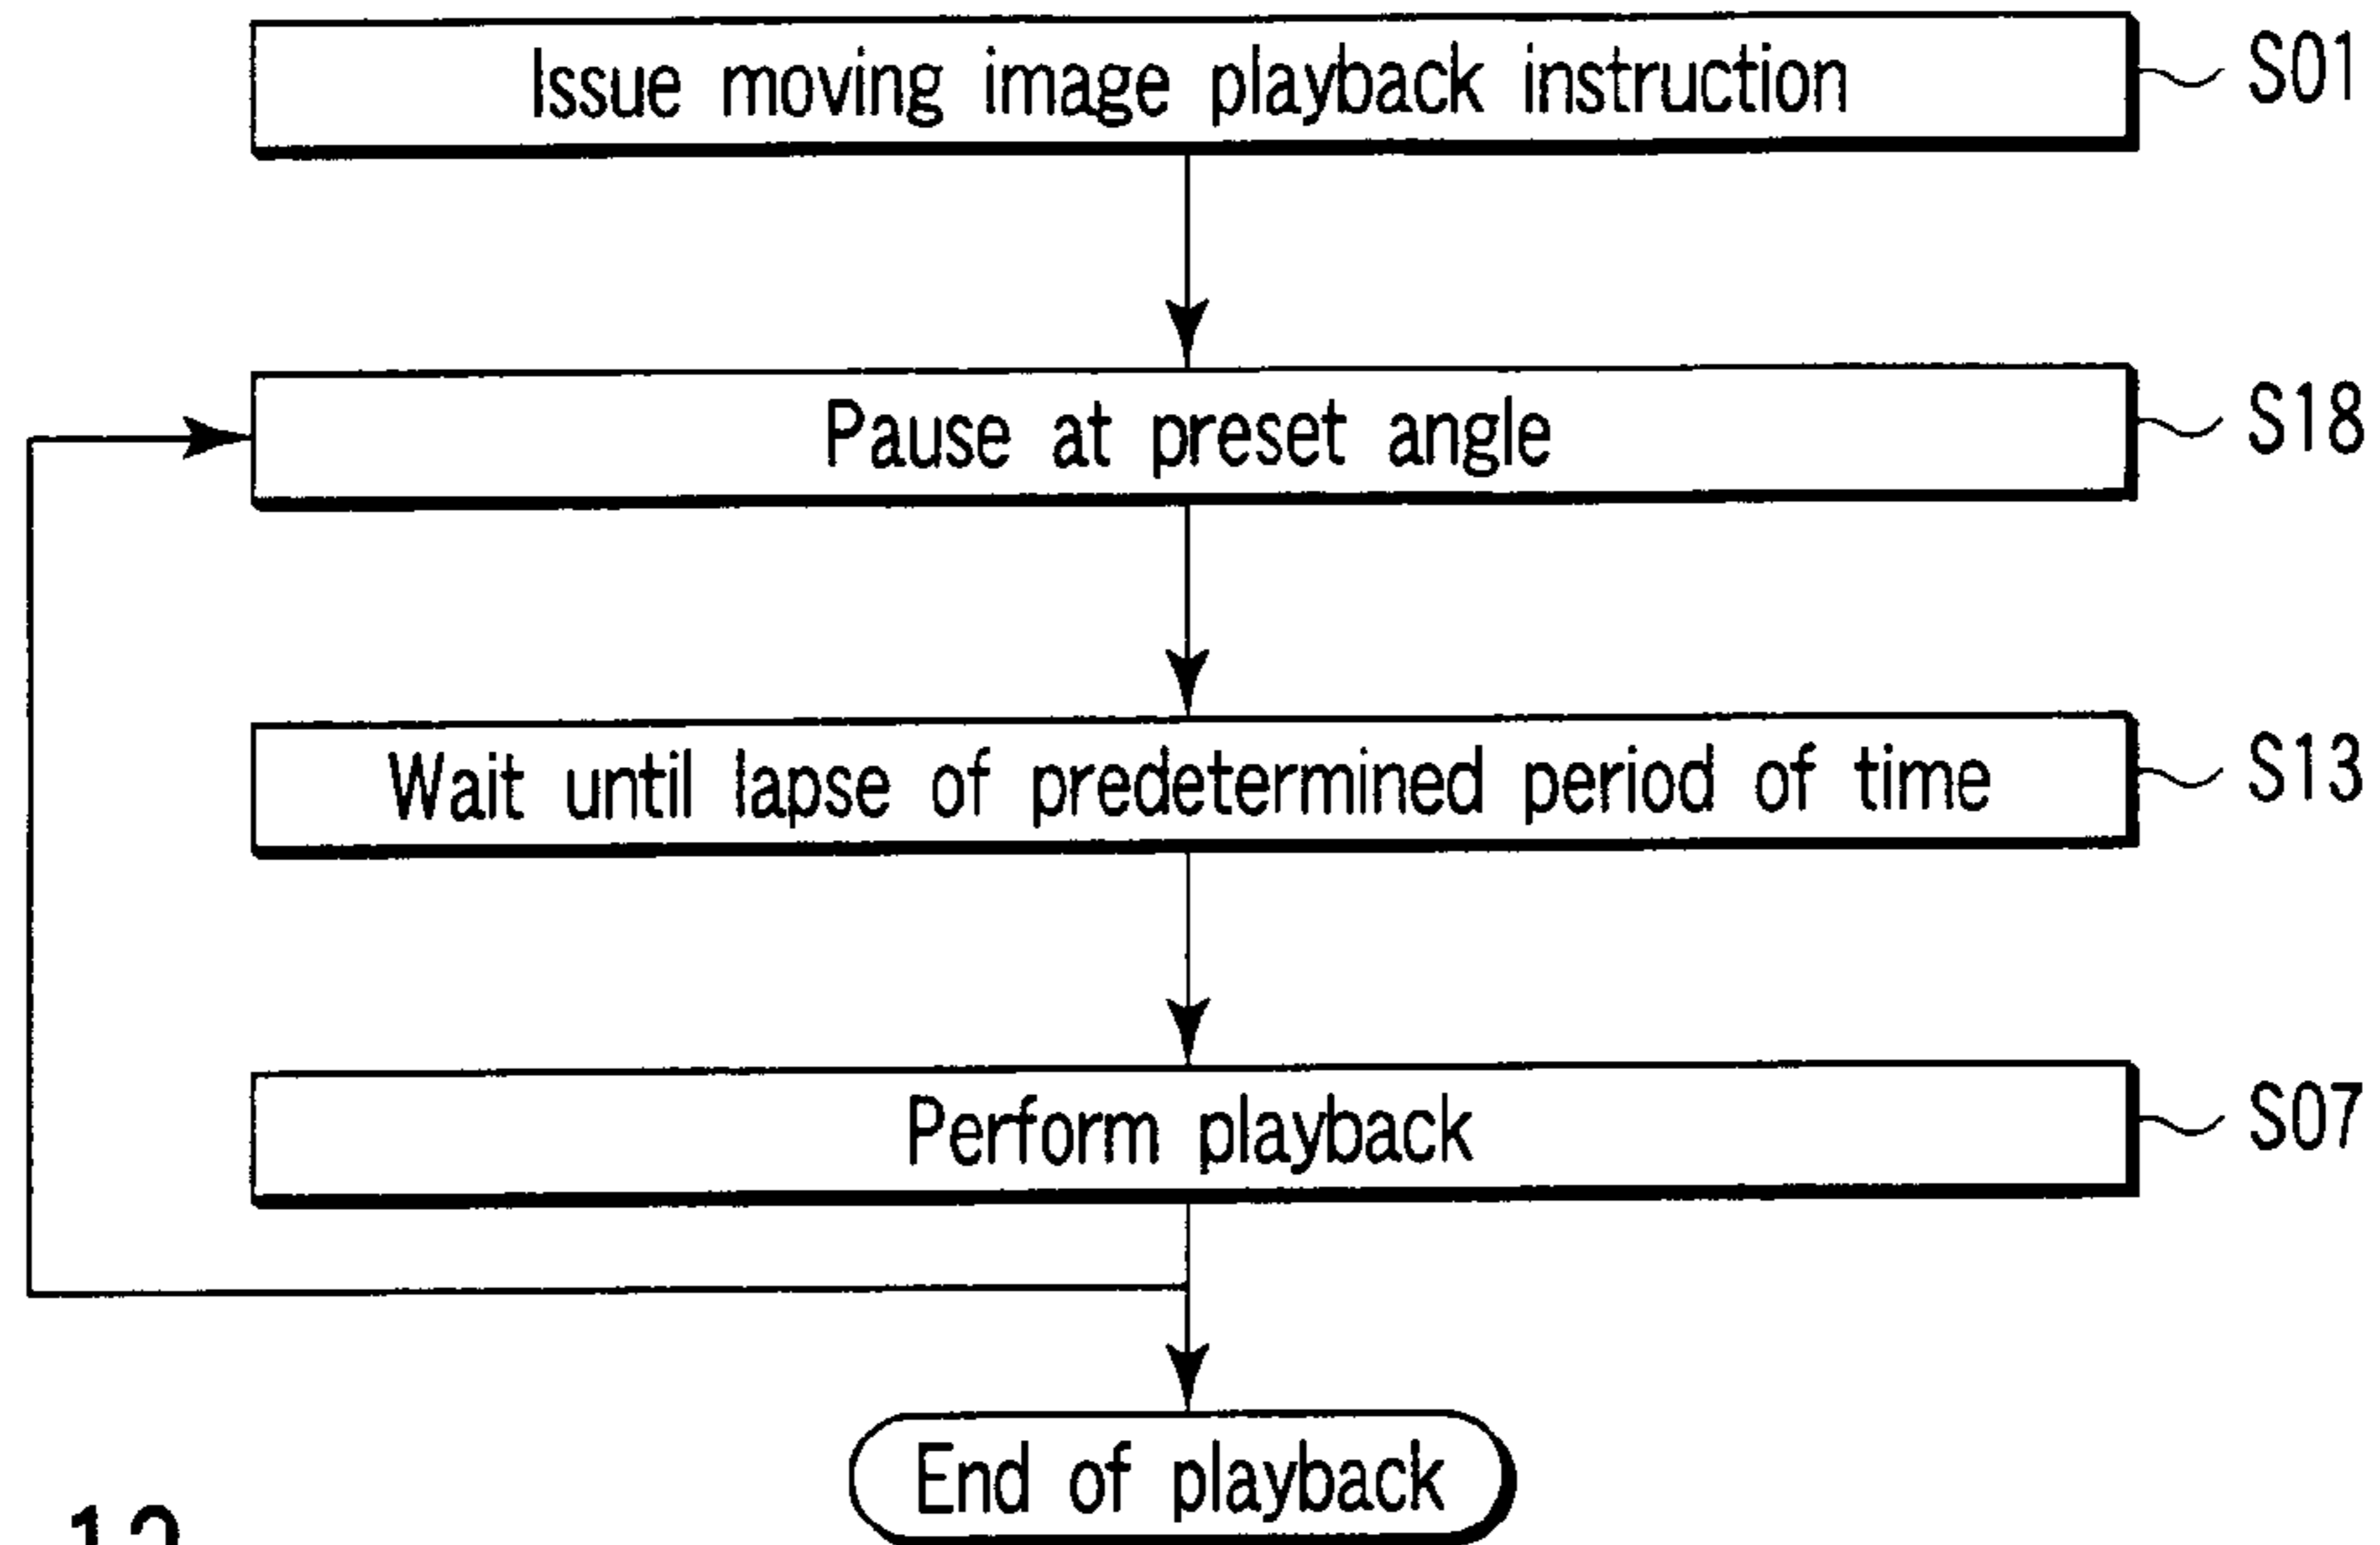 Issue moving image playback instruction S01
Pause at preset angle S18
Wait until lapse of predetermined period of time S13
Perform playback S07
End of playback